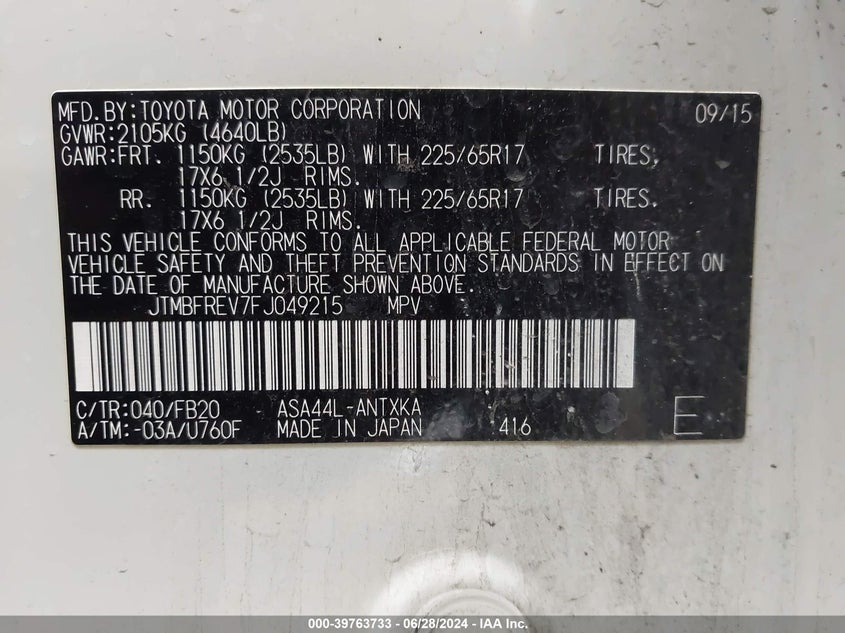 MFD.BY:TOYOTA MOTOR CORPORATION 09/15
GVWR:2105KG (4640LB)
GAWR:FRT. 1150KG (2535LB) WITH 225/65R17 TIRES,
17X6 1/2J RIMS.
RR. 1150KG (2535LB) WITH 225/65R17 TIRES,
17X6 1/2J RIMS.
THIS VEHICLE CONFORMS TO ALL APPLICABLE FEDERAL MOTOR
VEHICLE SAFETY AND THEFT PREVENTION STANDARDS IN EFFECT ON
THE DATE OF MANUFACTURE SHOWN ABOVE.
JTMBFREV7FJ049215 MPV
C/TR:040/FB20 ASA44L-ANTXKA
A/TM:-03A/U760F MADE IN JAPAN 416 E
000-39763733 - 06/28/2024 - IAA Inc.